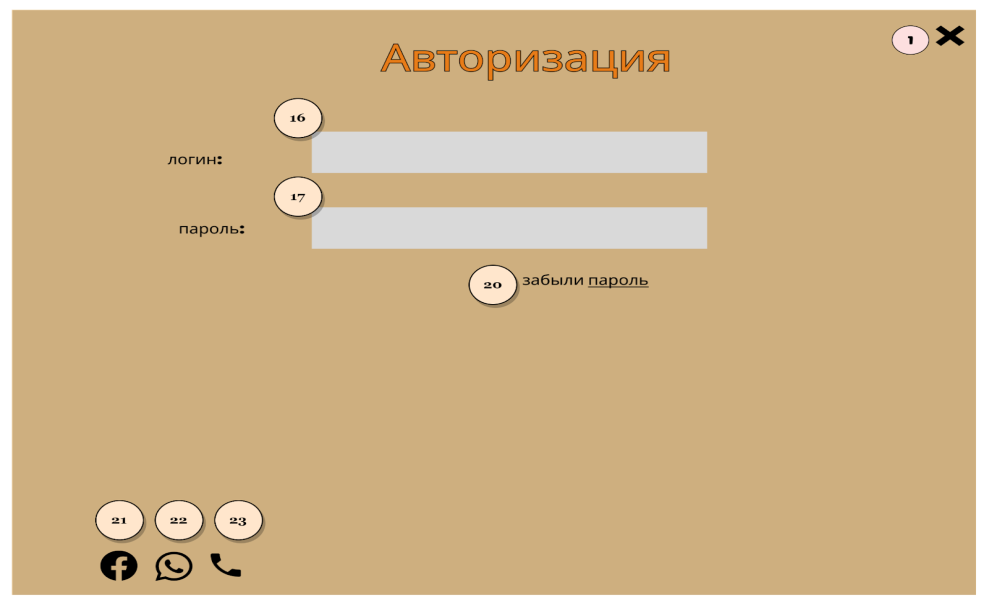 1
Авторизация
16
логин:
17
пароль:
20 забыли пароль
21 22 23